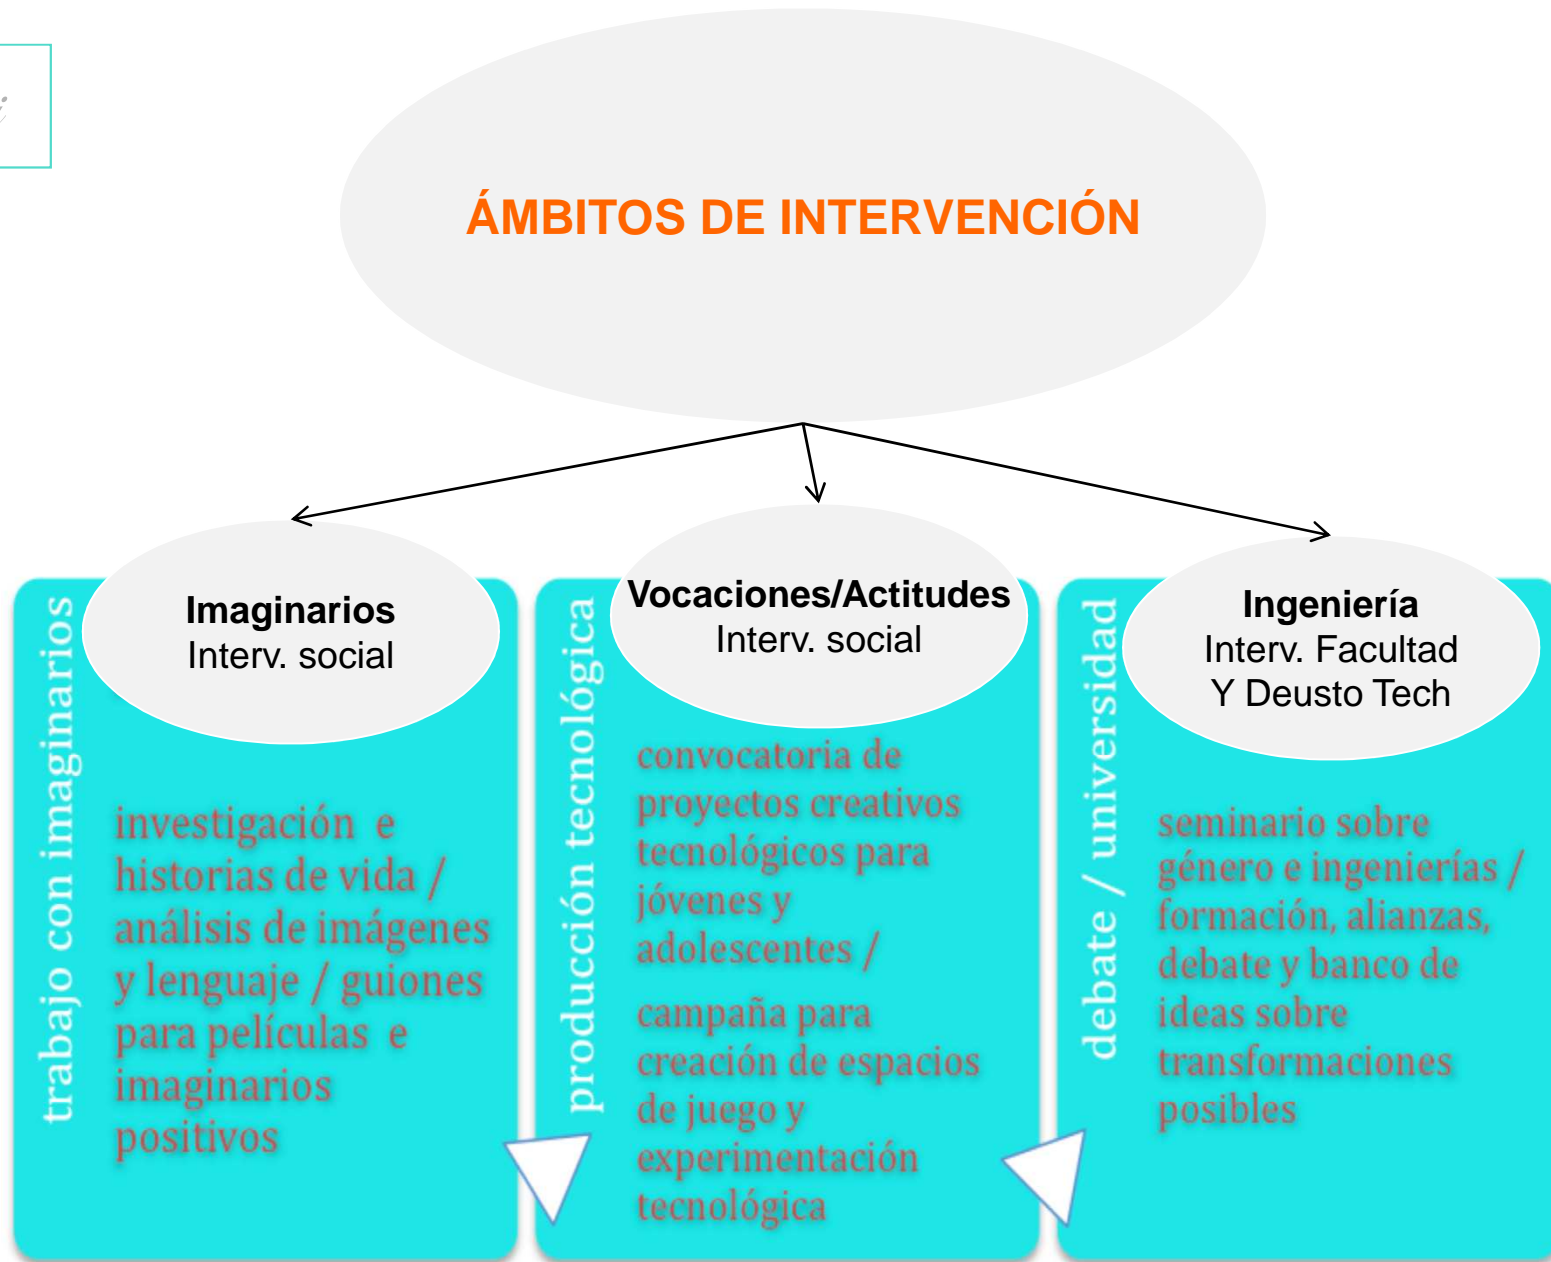 ÁMBITOS DE INTERVENCIÓN
Imaginarios
Interv. social
trabajo con imaginarios
investigación e
historias de vida /
análisis de imágenes
y lenguaje / guiones
para películas e
imaginarios
positivos
Vocaciones/Actitudes
Interv. social
producción tecnológica
convocatoria de
proyectos creativos
tecnológicos para
jóvenes y
adolescentes /
campaña para
creación de espacios
de juego y
experimentación
tecnológica
Ingeniería
Interv. Facultad
Y Deusto Tech
debate / universidad
seminario sobre
género e ingenierías /
formación, alianzas,
debate y banco de
ideas sobre
transformaciones
posibles